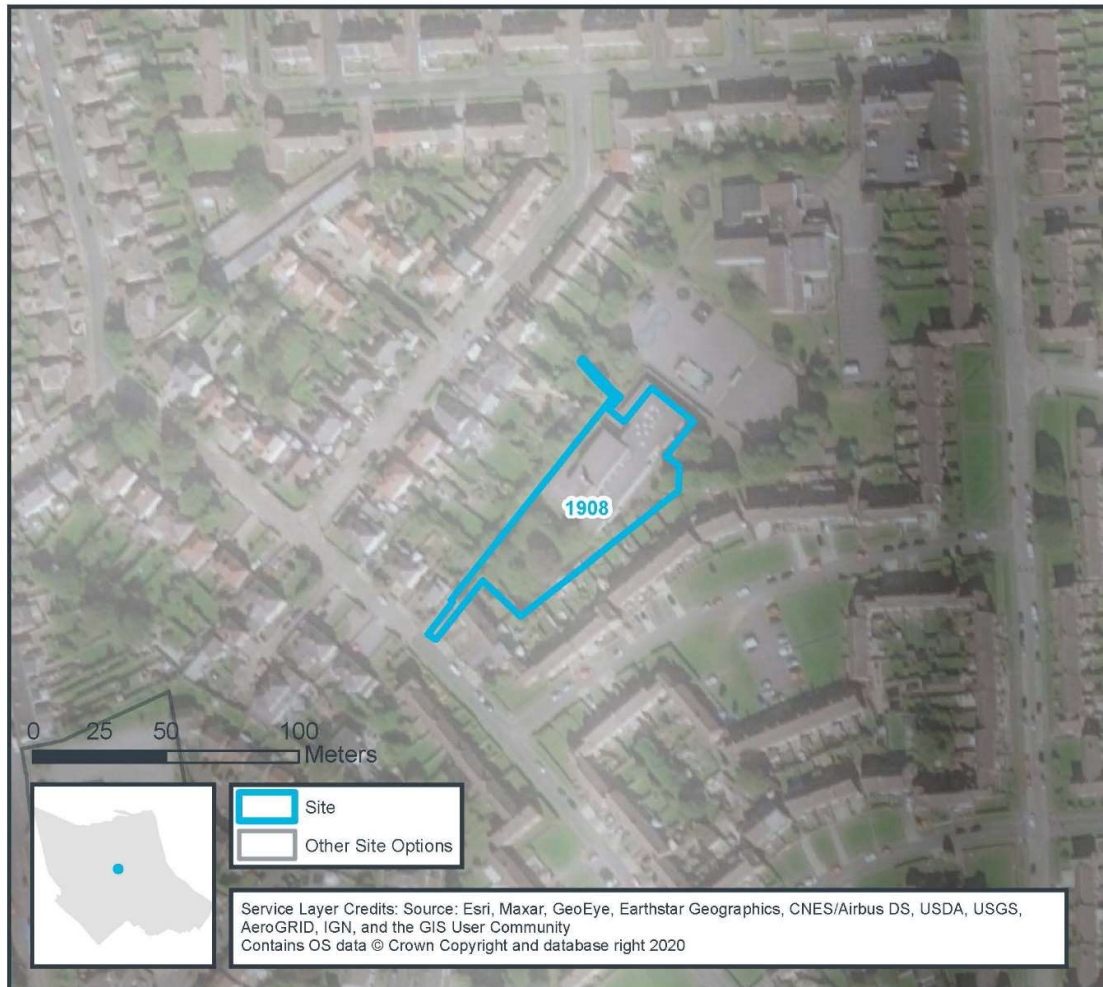 1908
0 25 50 100
Meters
Site
Other Site Options
Service Layer Credits: Source: Esri, Maxar, GeoEye, Earthstar Geographics, CNES/Airbus DS, USDA, USGS,
AeroGRID, IGN, and the GIS User Community
Contains OS data © Crown Copyright and database right 2020